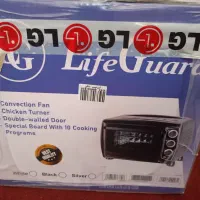 LG LG LG LG
LifeGuard
Convection Fan
Chicken Turner
Double-walled Door
Special Board With 10 Cooking
Programs
White Black Silver